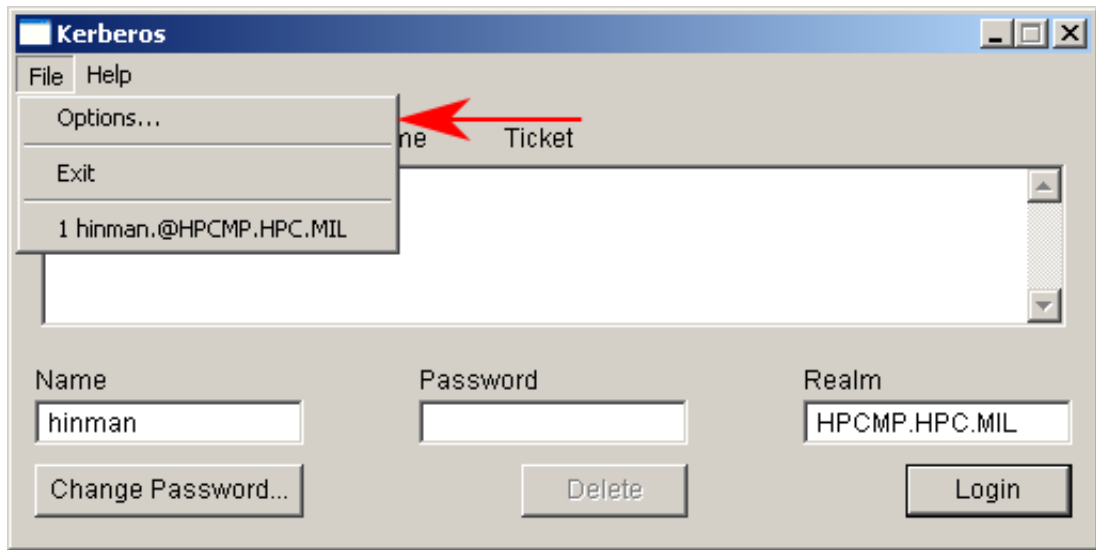 Kerberos
File Help
Options...
Ticket
Exit
1 hinman.@HPCMP.HPC.MIL
Name Password Realm
hinman HPCMP.HPC.MIL
Change Password... Delete Login